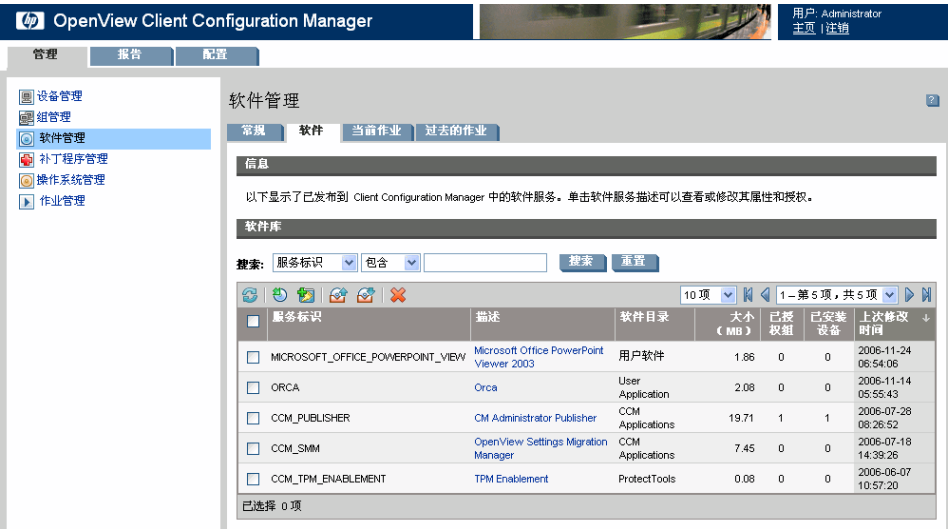 hp OpenView Client Configuration Manager
用户: Administrator
主页 | 注销
管理 报告 配置
设备管理
组管理
软件管理
补丁程序管理
操作系统管理
作业管理
软件管理 ?
常规 软件 当前作业 过去的作业
信息
以下显示了已发布到 Client Configuration Manager 中的软件服务。单击软件服务描述可以查看或修改其属性和授权。
软件库
搜索: 服务标识 包含 搜索 重置
10 项 1 – 第 5 项，共 5 项
服务标识 描述 软件目录 大小 (MB) 已授权组 已安装设备 上次修改时间 ↓
MICROSOFT_OFFICE_POWERPOINT_VIEW Microsoft Office PowerPoint Viewer 2003 用户软件 1.86 0 0 2006-11-24 06:54:06
ORCA Orca User Application 2.08 0 0 2006-11-14 05:55:43
CCM_PUBLISHER CM Administrator Publisher CCM Applications 19.71 1 1 2006-07-28 08:26:52
CCM_SMM OpenView Settings Migration Manager CCM Applications 7.45 0 0 2006-07-18 14:39:26
CCM_TPM_ENABLEMENT TPM Enablement ProtectTools 0.08 0 0 2006-06-07 10:57:20
已选择 0 项